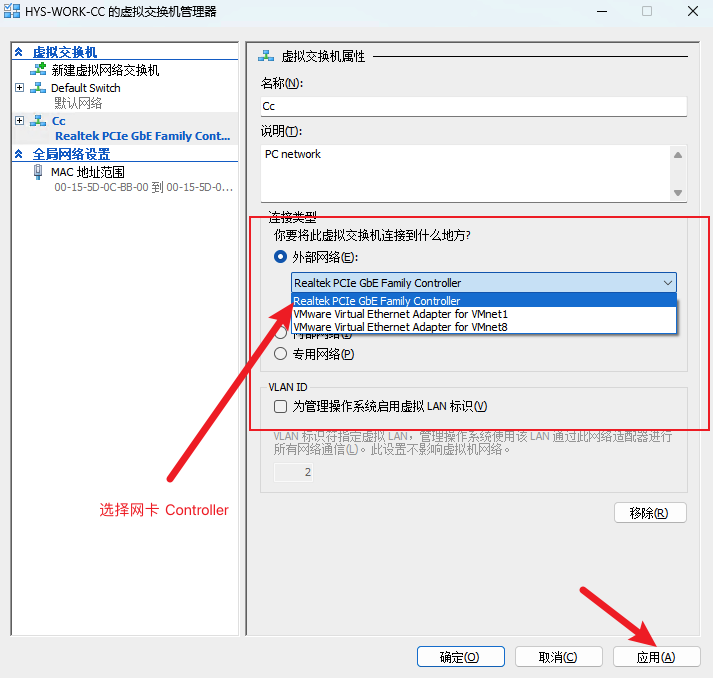 HYS-WORK-CC 的虚拟交换机管理器
虚拟交换机
新建虚拟网络交换机
Default Switch
默认网络
Cc
Realtek PCIe GbE Family Cont...
全局网络设置
MAC 地址范围
00-15-5D-0C-BB-00 到 00-15-5D-0...
虚拟交换机属性
名称(N):
Cc
说明(T):
PC network
连接类型
你要将此虚拟交换机连接到什么地方?
外部网络(E):
Realtek PCIe GbE Family Controller
Realtek PCIe GbE Family Controller
VMware Virtual Ethernet Adapter for VMnet1
VMware Virtual Ethernet Adapter for VMnet8
专用网络(P)
VLAN ID
为管理操作系统启用虚拟 LAN 标识(V)
VLAN 标识符指定虚拟 LAN，管理操作系统使用该 LAN 通过此网络适配器进行
所有网络通信(L)。此设置不影响虚拟机网络。
2
选择网卡 Controller
移除(R)
确定(O)
取消(C)
应用(A)